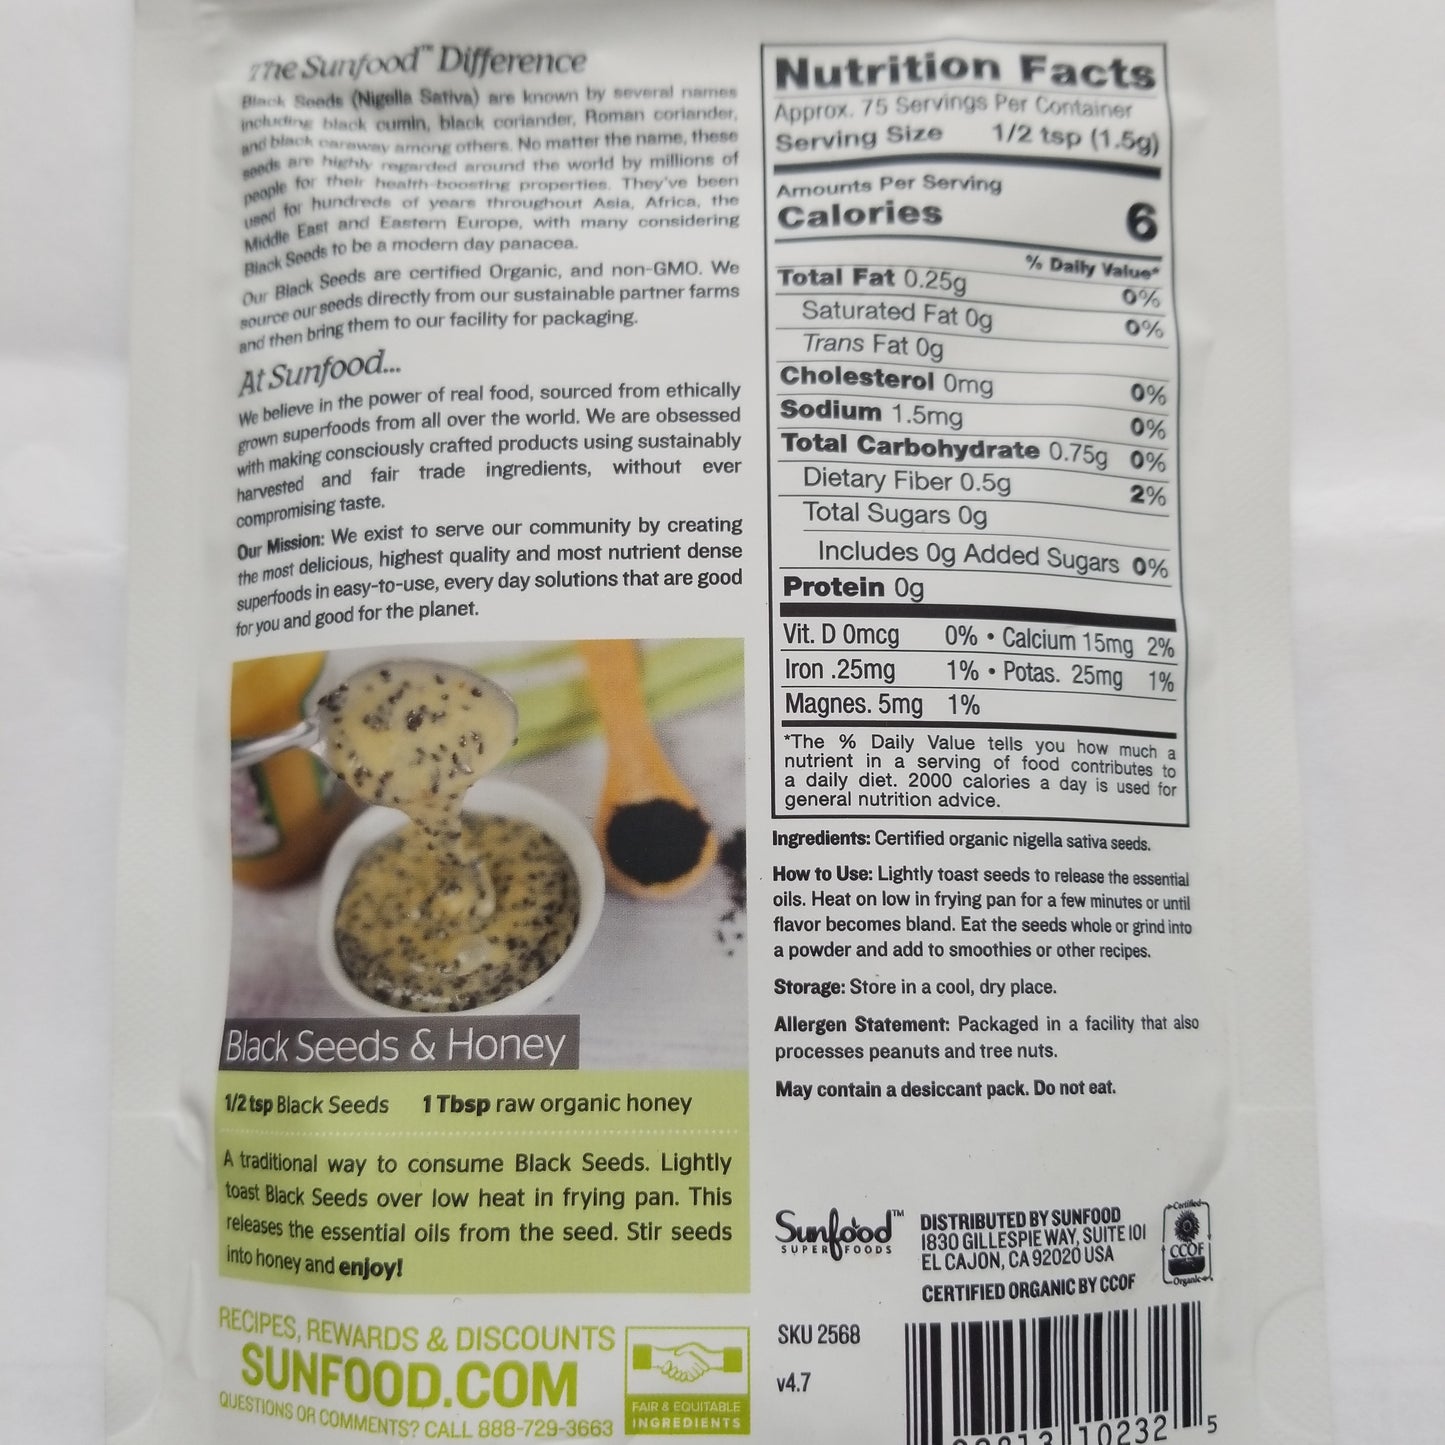 The Sunfood™ Difference
Black Seeds (Nigella Sativa) are known by several names
including black cumin, black coriander, Roman coriander,
and black caraway among others. No matter the name, these
seeds are highly regarded around the world by millions of
people for their health-boosting properties. They've been
used for hundreds of years throughout Asia, Africa, the
Middle East and Eastern Europe, with many considering
Black Seeds to be a modern day panacea.
Our Black Seeds are certified Organic, and non-GMO. We
source our seeds directly from our sustainable partner farms
and then bring them to our facility for packaging.
At Sunfood...
We believe in the power of real food, sourced from ethically
grown superfoods from all over the world. We are obsessed
with making consciously crafted products using sustainably
harvested and fair trade ingredients, without ever
compromising taste.
Our Mission: We exist to serve our community by creating
the most delicious, highest quality and most nutrient dense
superfoods in easy-to-use, every day solutions that are good
for you and good for the planet.
Black Seeds & Honey
1/2 tsp Black Seeds 1 Tbsp raw organic honey
A traditional way to consume Black Seeds. Lightly
toast Black Seeds over low heat in frying pan. This
releases the essential oils from the seed. Stir seeds
into honey and enjoy!
RECIPES, REWARDS & DISCOUNTS
SUNFOOD.COM
QUESTIONS OR COMMENTS? CALL 888-729-3663
FAIR & EQUITABLE
INGREDIENTS
Nutrition Facts
Approx. 75 Servings Per Container
Serving Size 1/2 tsp (1.5g)
Amounts Per Serving
Calories 6
% Daily Value*
Total Fat 0.25g 0%
Saturated Fat 0g 0%
Trans Fat 0g
Cholesterol 0mg 0%
Sodium 1.5mg 0%
Total Carbohydrate 0.75g 0%
Dietary Fiber 0.5g 2%
Total Sugars 0g
Includes 0g Added Sugars 0%
Protein 0g
Vit. D 0mcg 0% • Calcium 15mg 2%
Iron .25mg 1% • Potas. 25mg 1%
Magnes. 5mg 1%
*The % Daily Value tells you how much a
nutrient in a serving of food contributes to
a daily diet. 2000 calories a day is used for
general nutrition advice.
Ingredients: Certified organic nigella sativa seeds.
How to Use: Lightly toast seeds to release the essential
oils. Heat on low in frying pan for a few minutes or until
flavor becomes bland. Eat the seeds whole or grind into
a powder and add to smoothies or other recipes.
Storage: Store in a cool, dry place.
Allergen Statement: Packaged in a facility that also
processes peanuts and tree nuts.
May contain a desiccant pack. Do not eat.
Sunfood™
SUPERFOODS
DISTRIBUTED BY SUNFOOD
1830 GILLESPIE WAY, SUITE 101
EL CAJON, CA 92020 USA
CERTIFIED ORGANIC BY CCOF
Certified
CCOF
Organic
SKU 2568
v4.7
10232 5